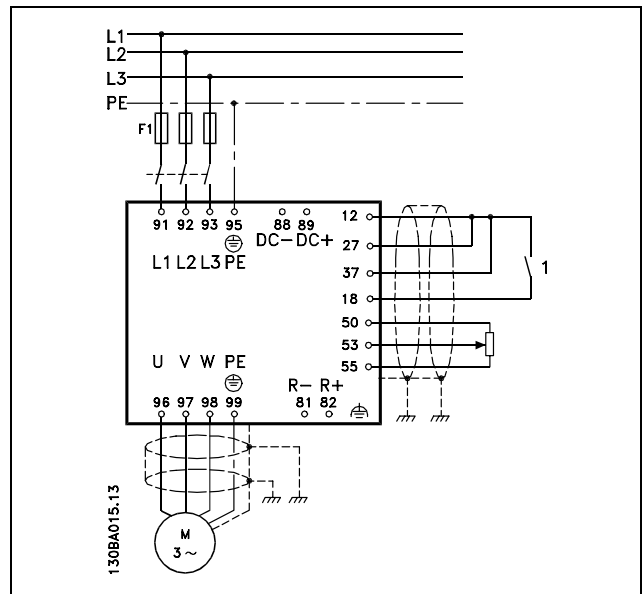 L1
L2
L3
PE
F1
91 92 93 95 88 89
DC- DC+
L1 L2 L3 PE
12
27
37
18
50
53
55
1
U V W PE
R- R+
96 97 98 99 81 82
M
3~
130BA015.13